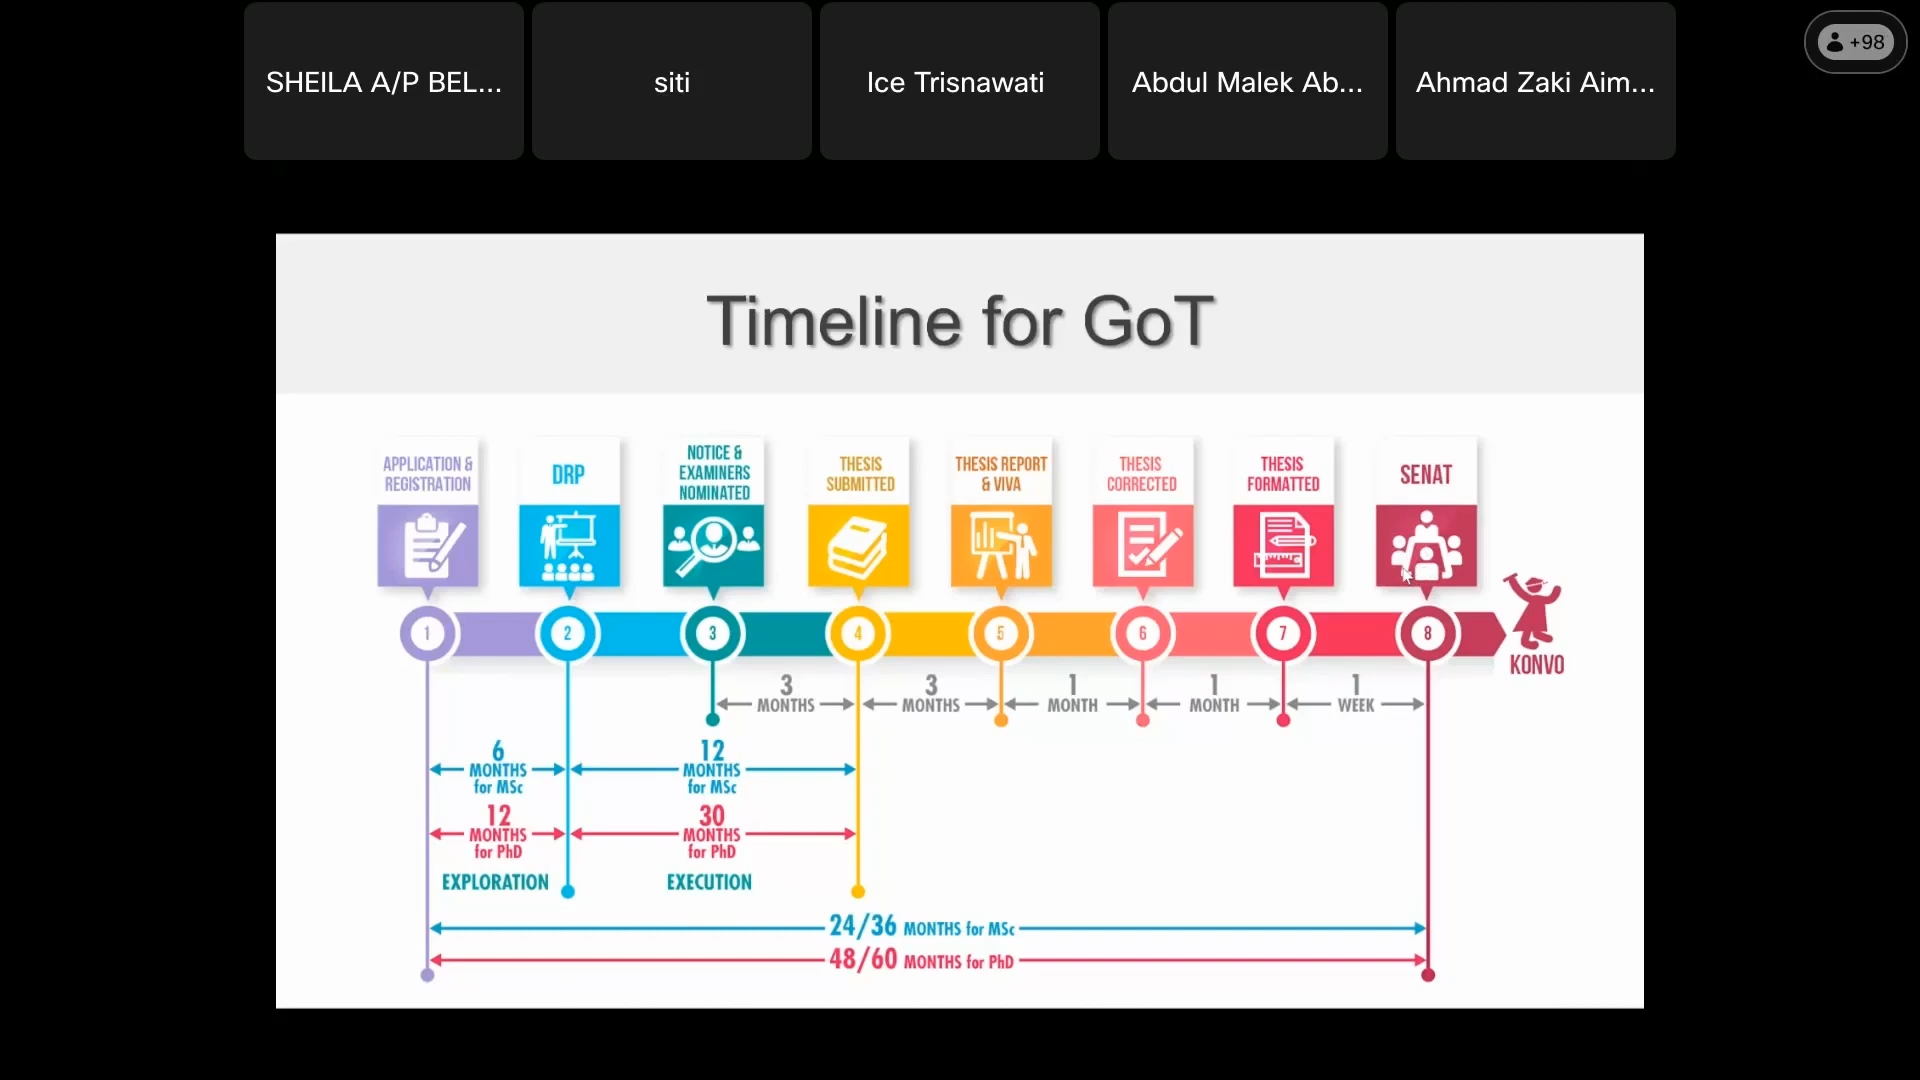 SHEILA A/P BEL...
siti
Ice Trisnawati
Abdul Malek Ab...
Ahmad Zaki Aim...
+98
Timeline for GoT
APPLICATION &
REGISTRATION
DRP
NOTICE &
EXAMINERS
NOMINATED
THESIS
SUBMITTED
THESIS REPORT
& VIVA
THESIS
CORRECTED
THESIS
FORMATTED
SENAT
1
2
3
4
5
6
7
8
KONVO
3
MONTHS
3
MONTHS
1
MONTH
1
MONTH
1
WEEK
6
MONTHS
for MSc
12
MONTHS
for MSc
12
MONTHS
for PhD
30
MONTHS
for PhD
EXPLORATION
EXECUTION
24/36 MONTHS for MSc
48/60 MONTHS for PhD